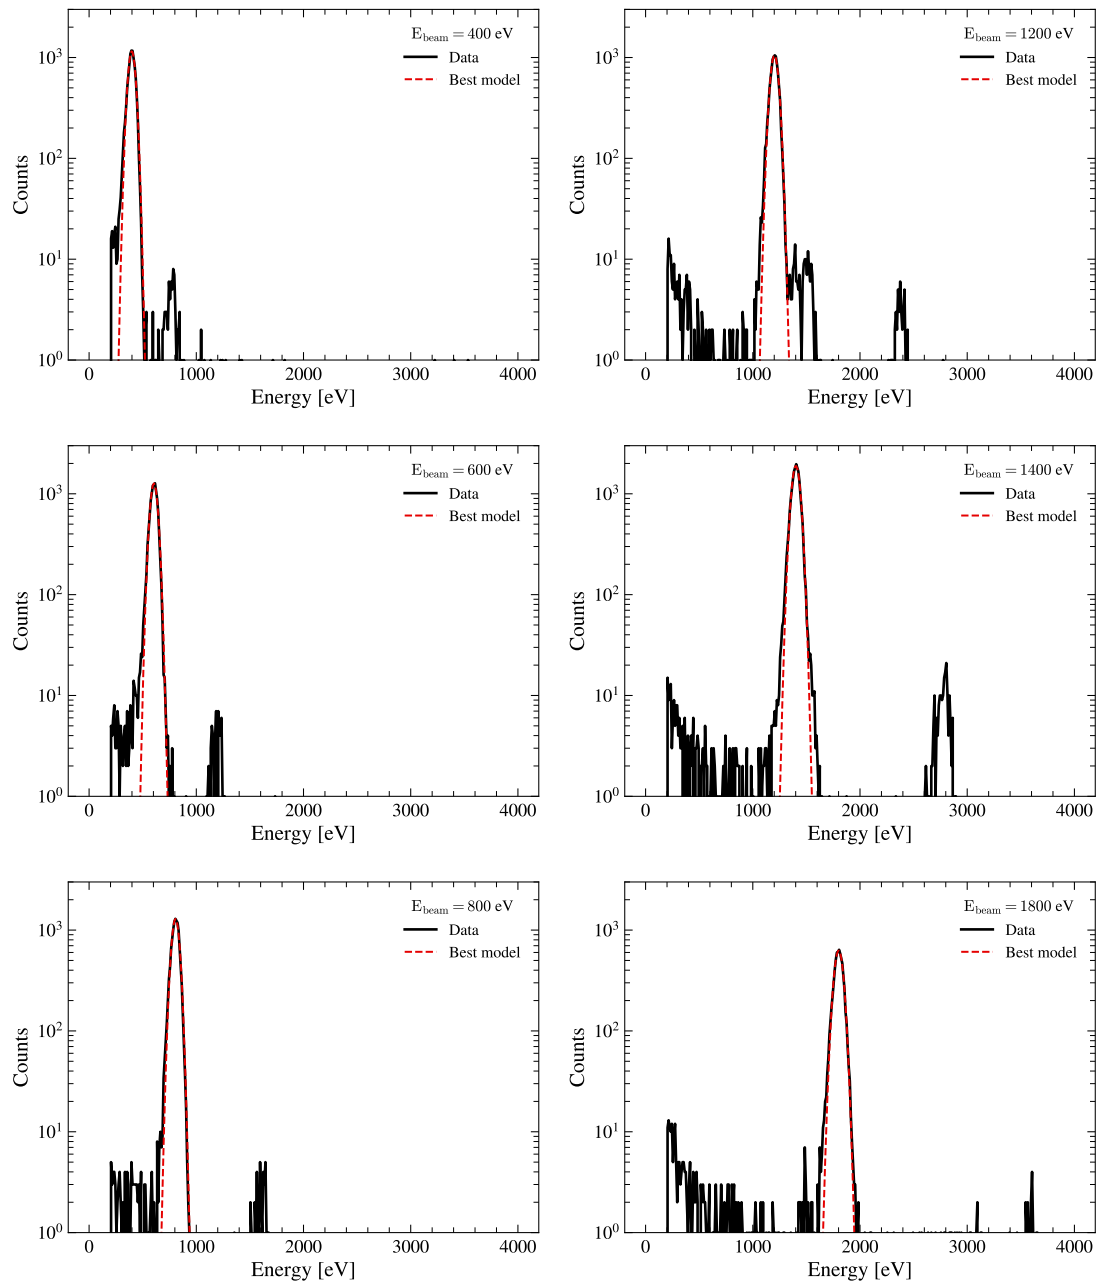 E_beam = 400 eV
Data
Best model
10^3
10^2
10^1
10^0
Counts
0 1000 2000 3000 4000
Energy [eV]
E_beam = 1200 eV
Data
Best model
10^3
10^2
10^1
10^0
Counts
0 1000 2000 3000 4000
Energy [eV]
E_beam = 600 eV
Data
Best model
10^3
10^2
10^1
10^0
Counts
0 1000 2000 3000 4000
Energy [eV]
E_beam = 1400 eV
Data
Best model
10^3
10^2
10^1
10^0
Counts
0 1000 2000 3000 4000
Energy [eV]
E_beam = 800 eV
Data
Best model
10^3
10^2
10^1
10^0
Counts
0 1000 2000 3000 4000
Energy [eV]
E_beam = 1800 eV
Data
Best model
10^3
10^2
10^1
10^0
Counts
0 1000 2000 3000 4000
Energy [eV]